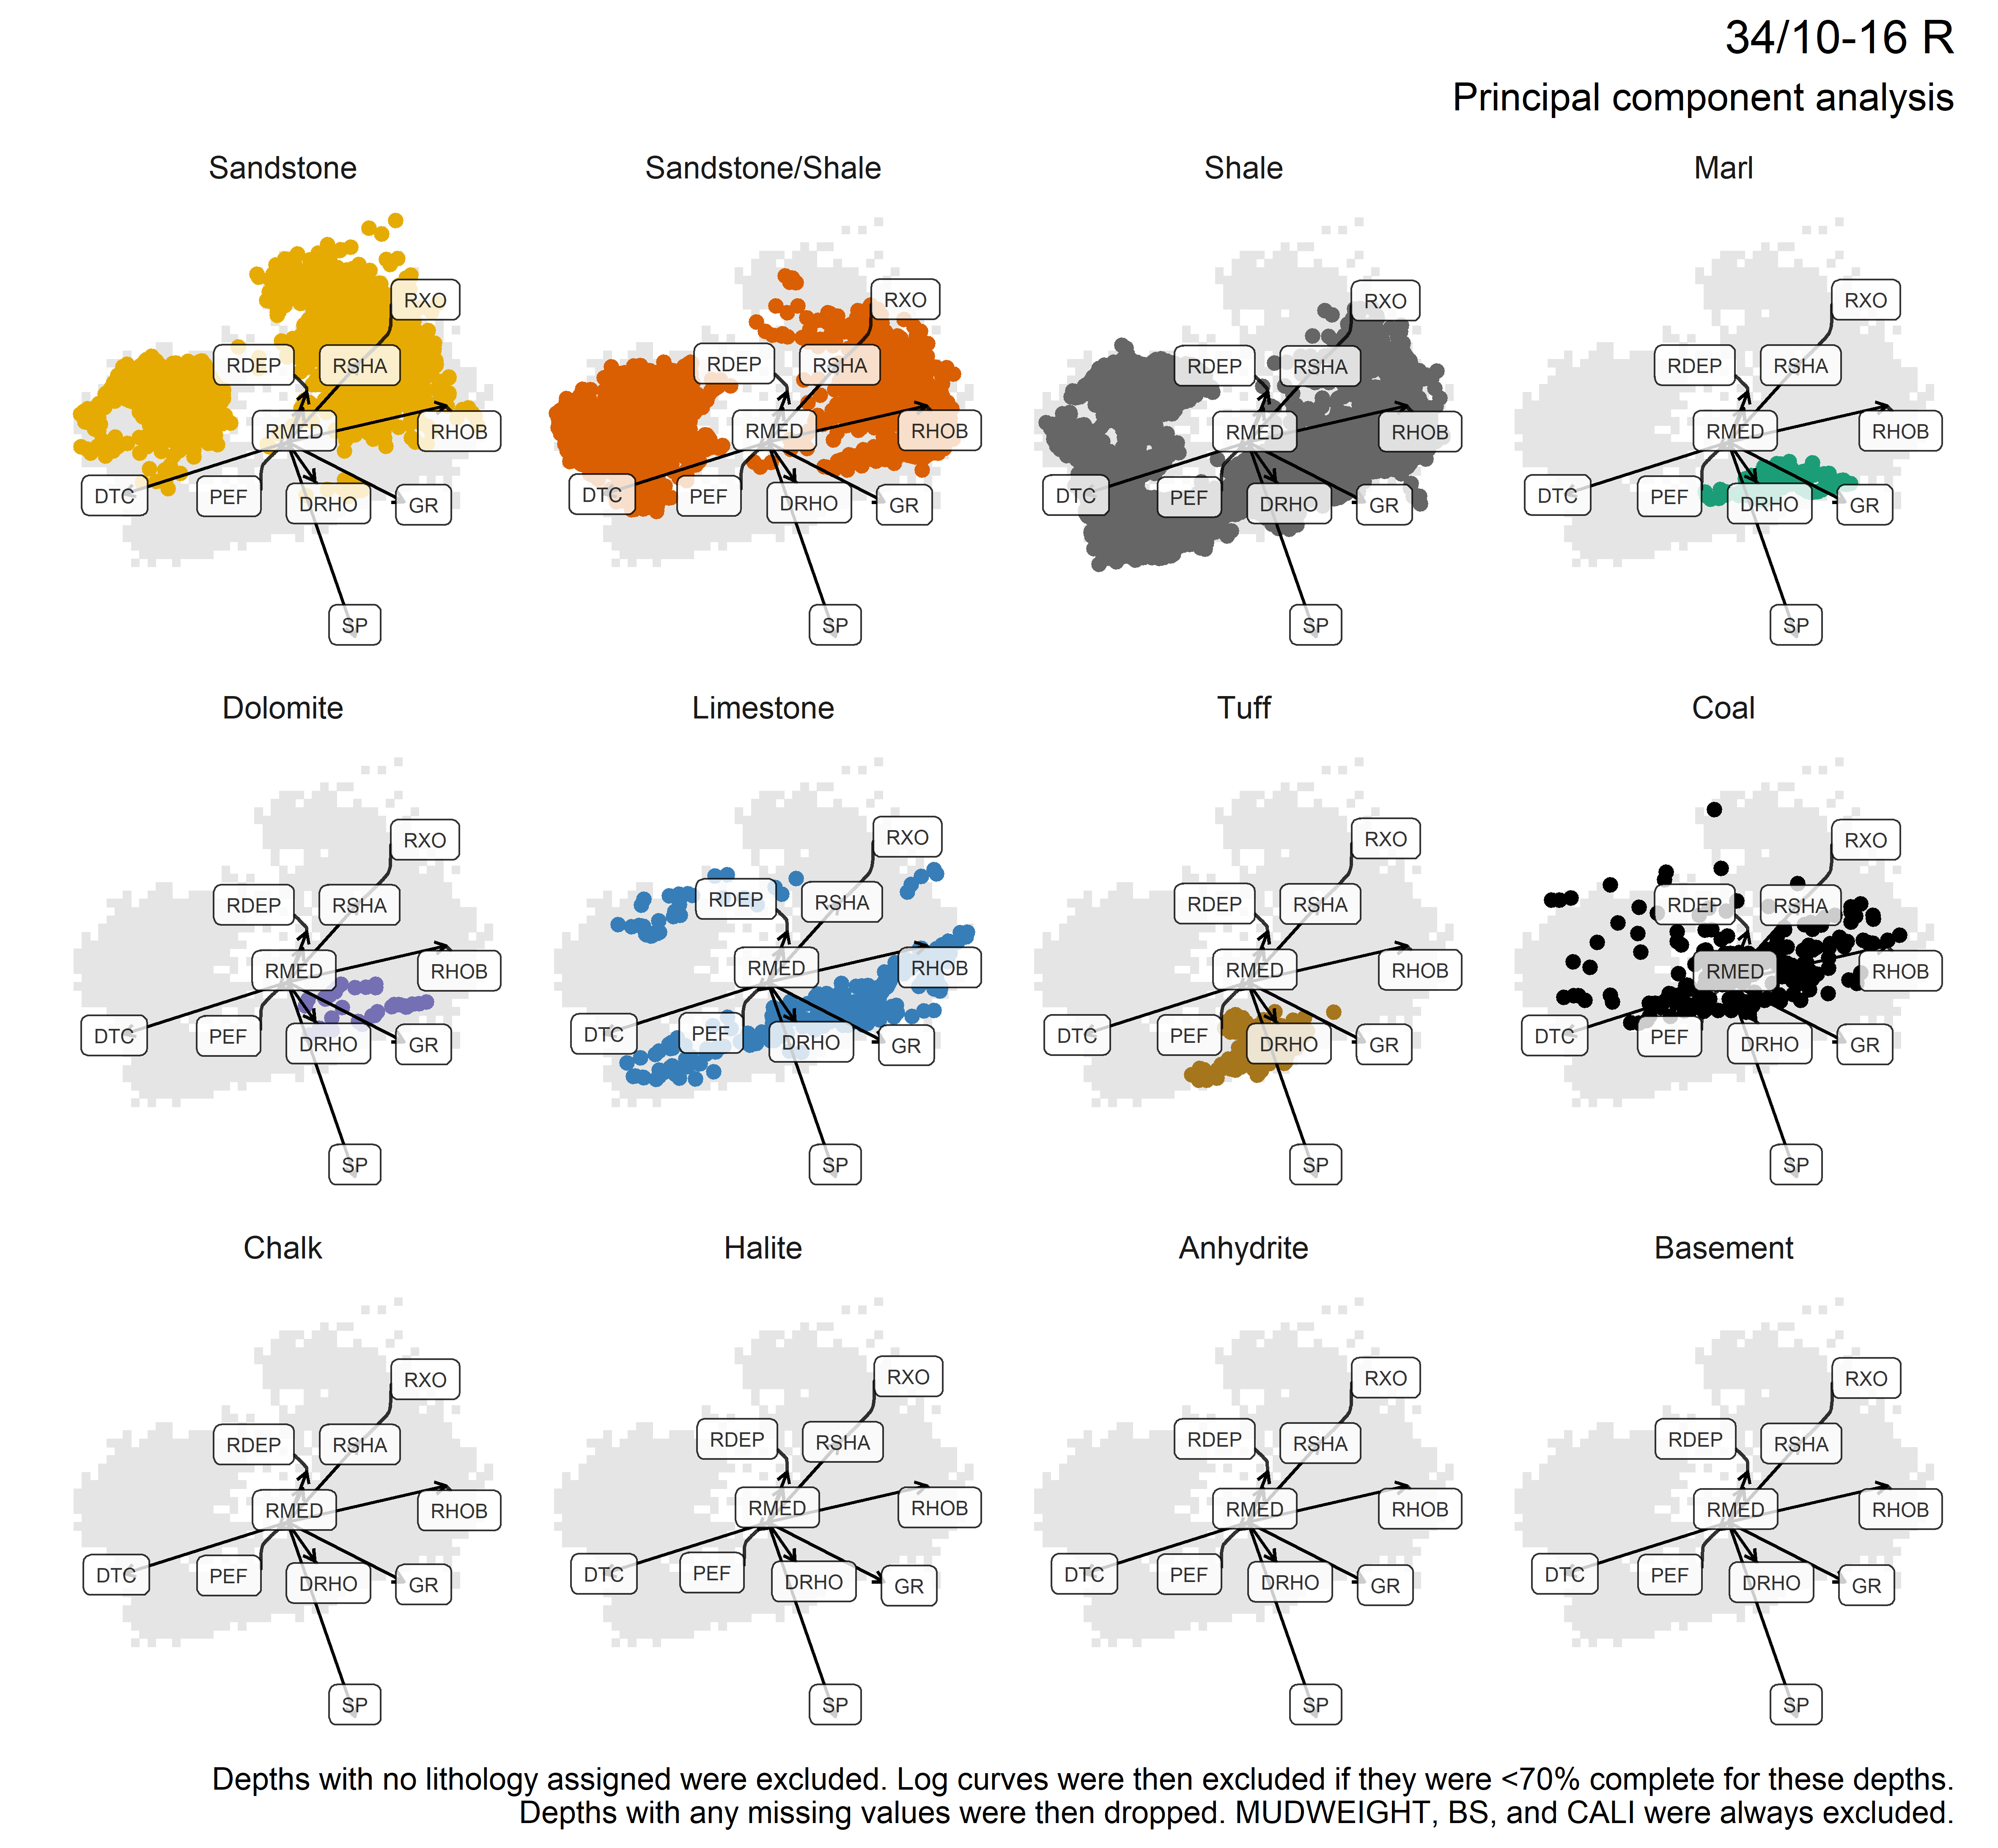 34/10-16 R
Principal component analysis
Sandstone
RXO
RDEP
RSHA
RMED
RHOB
DTC
PEF
DRHO
GR
SP
Sandstone/Shale
RXO
RDEP
RSHA
RMED
RHOB
DTC
PEF
DRHO
GR
SP
Shale
RXO
RDEP
RSHA
RMED
RHOB
DTC
PEF
DRHO
GR
SP
Marl
RXO
RDEP
RSHA
RMED
RHOB
DTC
PEF
DRHO
GR
SP
Dolomite
RXO
RDEP
RSHA
RMED
RHOB
DTC
PEF
DRHO
GR
SP
Limestone
RXO
RDEP
RSHA
RMED
RHOB
DTC
PEF
DRHO
GR
SP
Tuff
RXO
RDEP
RSHA
RMED
RHOB
DTC
PEF
DRHO
GR
SP
Coal
RXO
RDEP
RSHA
RMED
RHOB
DTC
PEF
DRHO
GR
SP
Chalk
RXO
RDEP
RSHA
RMED
RHOB
DTC
PEF
DRHO
GR
SP
Halite
RXO
RDEP
RSHA
RMED
RHOB
DTC
PEF
DRHO
GR
SP
Anhydrite
RXO
RDEP
RSHA
RMED
RHOB
DTC
PEF
DRHO
GR
SP
Basement
RXO
RDEP
RSHA
RMED
RHOB
DTC
PEF
DRHO
GR
SP
Depths with no lithology assigned were excluded. Log curves were then excluded if they were <70% complete for these depths.
Depths with any missing values were then dropped. MUDWEIGHT, BS, and CALI were always excluded.